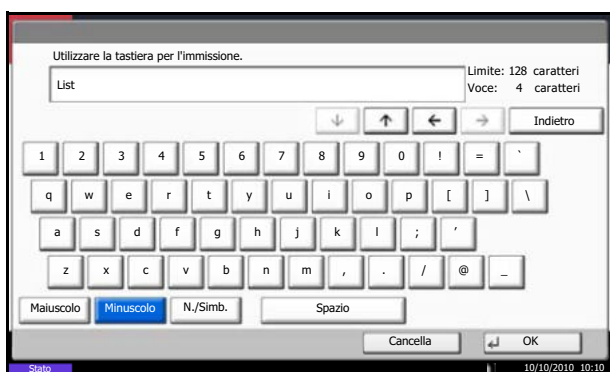 Utilizzare la tastiera per l'immissione.
List
Limite: 128 caratteri
Voce: 4 caratteri
Indietro
1 2 3 4 5 6 7 8 9 0 ! = `
q w e r t y u i o p [ ] \
a s d f g h j k l ; ′
z x c v b n m , . / @ _
Maiuscolo Minuscolo N./Simb. Spazio
Cancella OK
Stato 10/10/2010 10:10